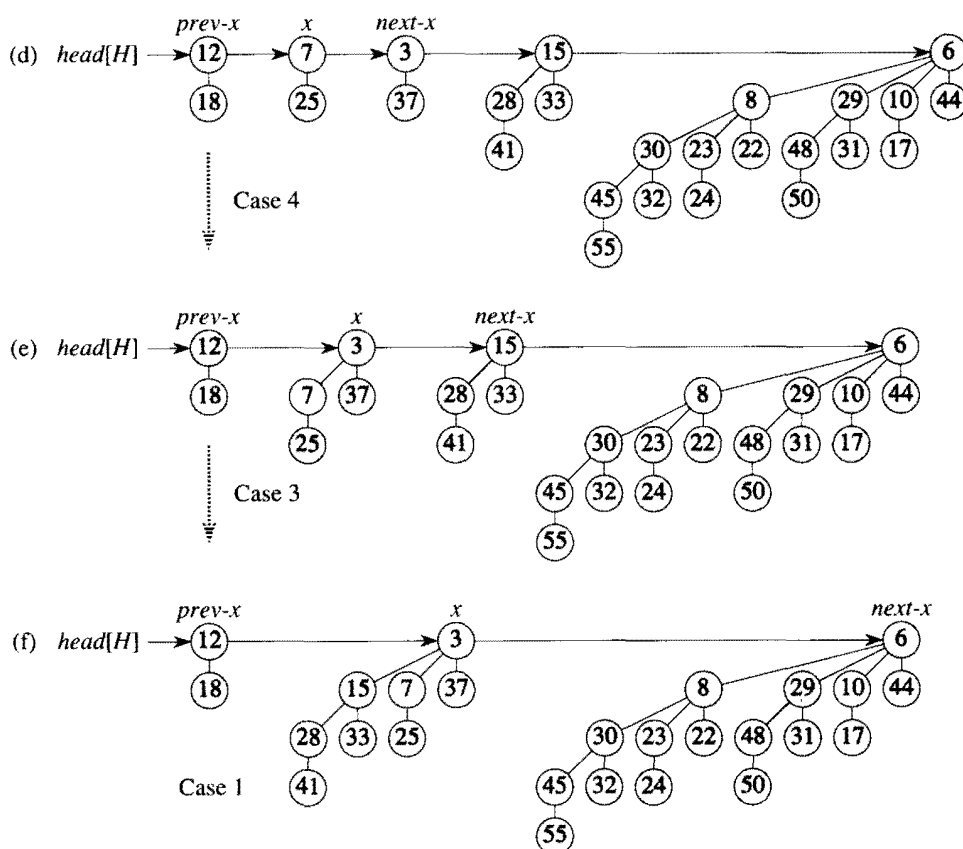 prev-x x next-x
(d) head[H] 12 7 3 15 6
18 25 37 28 33 8 29 10 44
41 30 23 22 48 31 17
Case 4 45 32 24 50
55
prev-x x next-x
(e) head[H] 12 3 15 6
18 7 37 28 33 8 29 10 44
25 41 30 23 22 48 31 17
Case 3 45 32 24 50
55
prev-x x next-x
(f) head[H] 12 3 6
18 15 7 37 8 29 10 44
28 33 25 30 23 22 48 31 17
Case 1 41 45 32 24 50
55